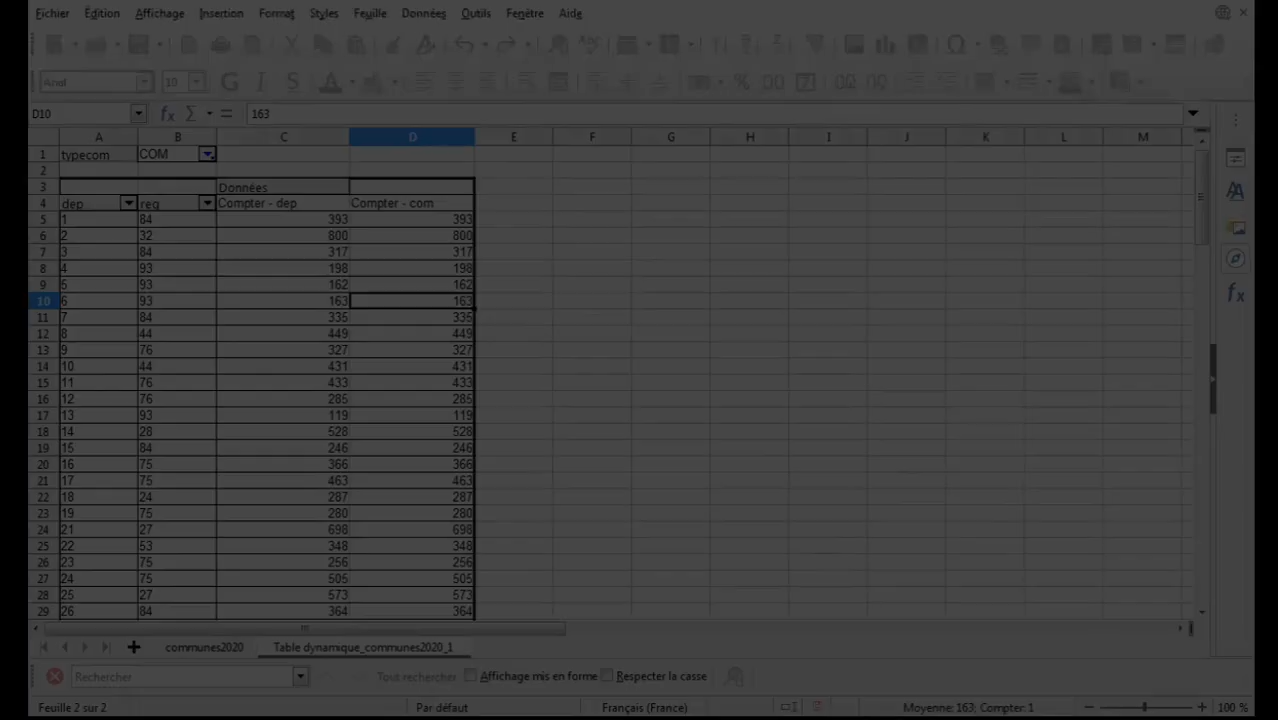 Fichier Édition Affichage Insertion Format Styles Feuille Données Outils Fenêtre Aide
Arial 10 G I S A % 00
D10 fx Σ = 163
A B C D E F G H I J K L M
1 typecom COM
2
3 Données
4 dep reg Compter - dep Compter - com
5 1 84 393 393
6 2 32 800 800
7 3 84 317 317
8 4 93 198 198
9 5 93 162 162
10 6 93 163 163
11 7 84 335 335
12 8 44 449 449
13 9 76 327 327
14 10 44 431 431
15 11 76 433 433
16 12 76 285 285
17 13 93 119 119
18 14 28 528 528
19 15 84 246 246
20 16 75 366 366
21 17 75 463 463
22 18 24 287 287
23 19 75 280 280
24 21 27 698 698
25 22 53 348 348
26 23 75 256 256
27 24 75 505 505
28 25 27 573 573
29 26 84 364 364
communes2020 Table dynamique_communes2020_1
Rechercher Tout rechercher Affichage mis en forme Respecter la casse
Feuille 2 sur 2 Par défaut Français (France) Moyenne: 163; Compter: 1 100 %